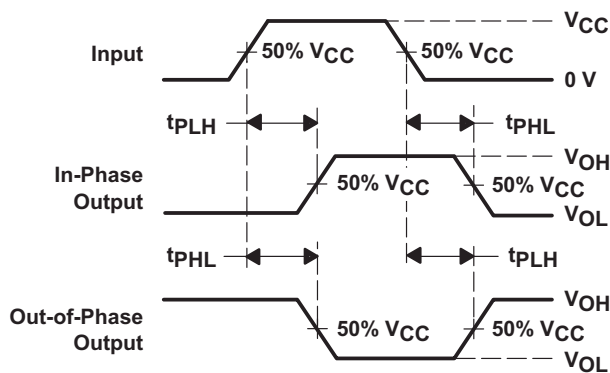 VCC
Input
50% VCC
50% VCC
0 V
tPLH
tPHL
In-Phase
Output
50% VCC
50% VCC
VOH
VOL
tPHL
tPLH
Out-of-Phase
Output
50% VCC
50% VCC
VOH
VOL